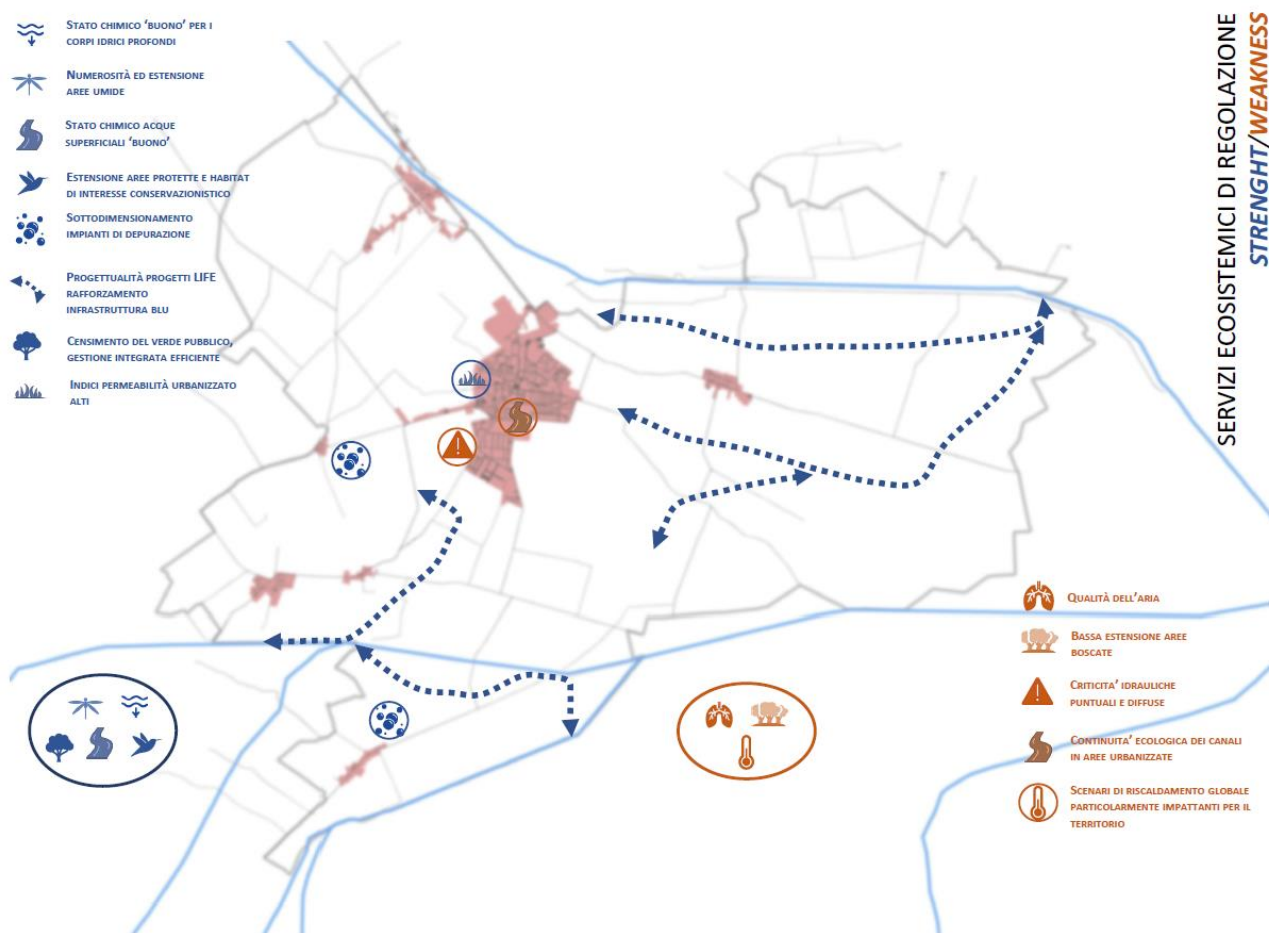 STATO CHIMICO ‘BUONO’ PER I
CORPI IDRICI PROFONDI
NUMEROSITÀ ED ESTENSIONE
AREE UMIDE
STATO CHIMICO ACQUE
SUPERFICIALI ‘BUONO’
ESTENSIONE AREE PROTETTE E HABITAT
DI INTERESSE CONSERVAZIONISTICO
SOTTODIMENSIONAMENTO
IMPIANTI DI DEPURAZIONE
PROGETTUALITÀ PROGETTI LIFE
RAFFORZAMENTO
INFRASTRUTTURA BLU
CENSIMENTO DEL VERDE PUBBLICO,
GESTIONE INTEGRATA EFFICIENTE
INDICI PERMEABILITÀ URBANIZZATO
ALTI
SERVIZI ECOSISTEMICI DI REGOLAZIONE
STRENGHT/WEAKNESS
QUALITÀ DELL’ARIA
BASSA ESTENSIONE AREE
BOSCATE
CRITICITA’ IDRAULICHE
PUNTUALI E DIFFUSE
CONTINUITA’ ECOLOGICA DEI CANALI
IN AREE URBANIZZATE
SCENARI DI RISCALDAMENTO GLOBALE
PARTICOLARMENTE IMPATTANTI PER IL
TERRITORIO